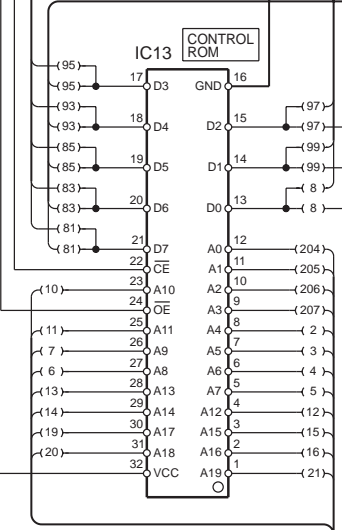 IC13 CONTROL
ROM
(95) 17 D3 GND 16
(95)
(93) (97)
(93) 18 D4 D2 15 (97)
(85) (99)
(85) 19 D5 D1 14 (99)
(83) (8)
(83) 20 D6 D0 13 (8)
(81)
(81) 21 D7 A0 12 (204)
22 CE A1 11 (205)
(10) 23 A10 A2 10 (206)
24 OE A3 9 (207)
(11) 25 A11 A4 8 (2)
(7) 26 A9 A5 7 (3)
(6) 27 A8 A6 6 (4)
(13) 28 A13 A7 5 (5)
(14) 29 A14 A12 4 (12)
(19) 30 A17 A15 3 (15)
(20) 31 A18 A16 2 (16)
32 VCC A19 1 (21)